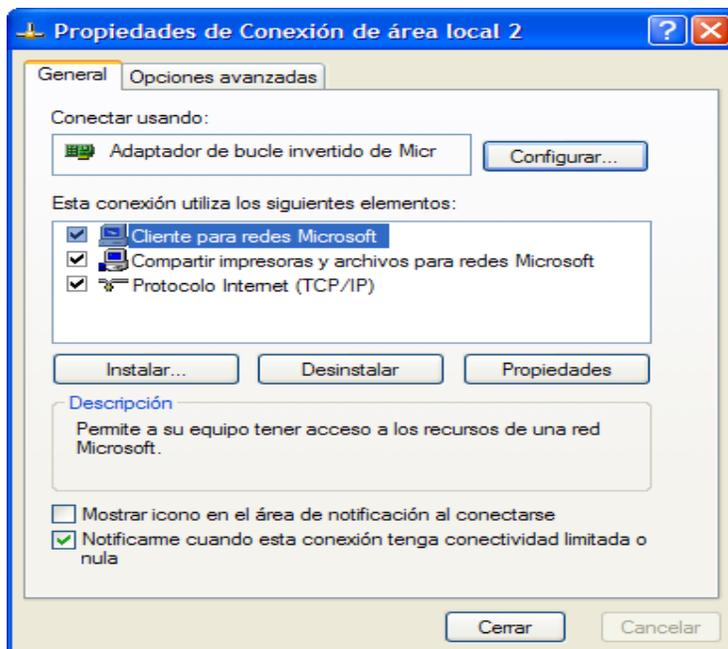 Propiedades de Conexión de área local 2
General
Opciones avanzadas
Conectar usando:
Adaptador de bucle invertido de Micr
Configurar...
Esta conexión utiliza los siguientes elementos:
Cliente para redes Microsoft
Compartir impresoras y archivos para redes Microsoft
Protocolo Internet (TCP/IP)
Instalar...
Desinstalar
Propiedades
Descripción
Permite a su equipo tener acceso a los recursos de una red
Microsoft.
Mostrar icono en el área de notificación al conectarse
Notificarme cuando esta conexión tenga conectividad limitada o
nula
Cerrar
Cancelar